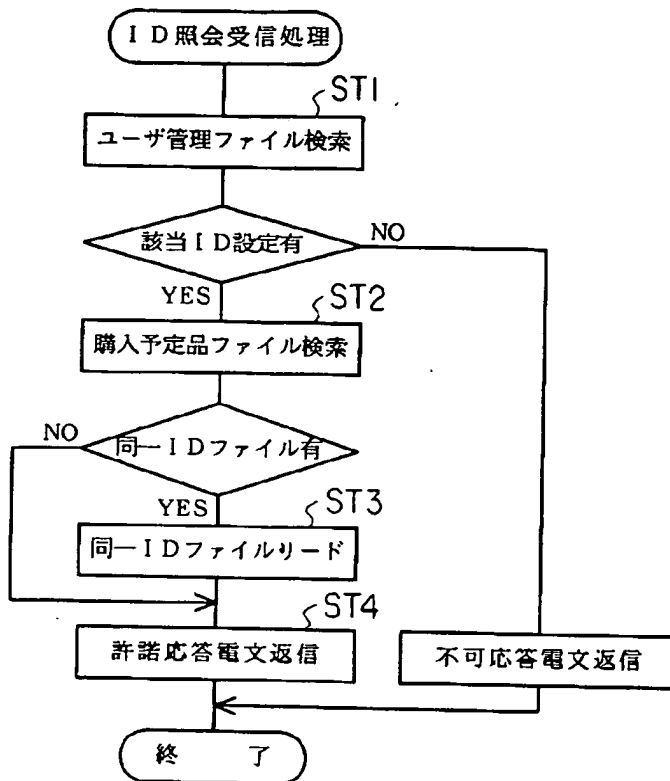 ID照会受信処理
ST1
ユーザ管理ファイル検索
該当ID設定有
NO
YES
ST2
購入予定品ファイル検索
NO
同一IDファイル有
YES
ST3
同一IDファイルリード
ST4
許諾応答電文返信
不可応答電文返信
終 了